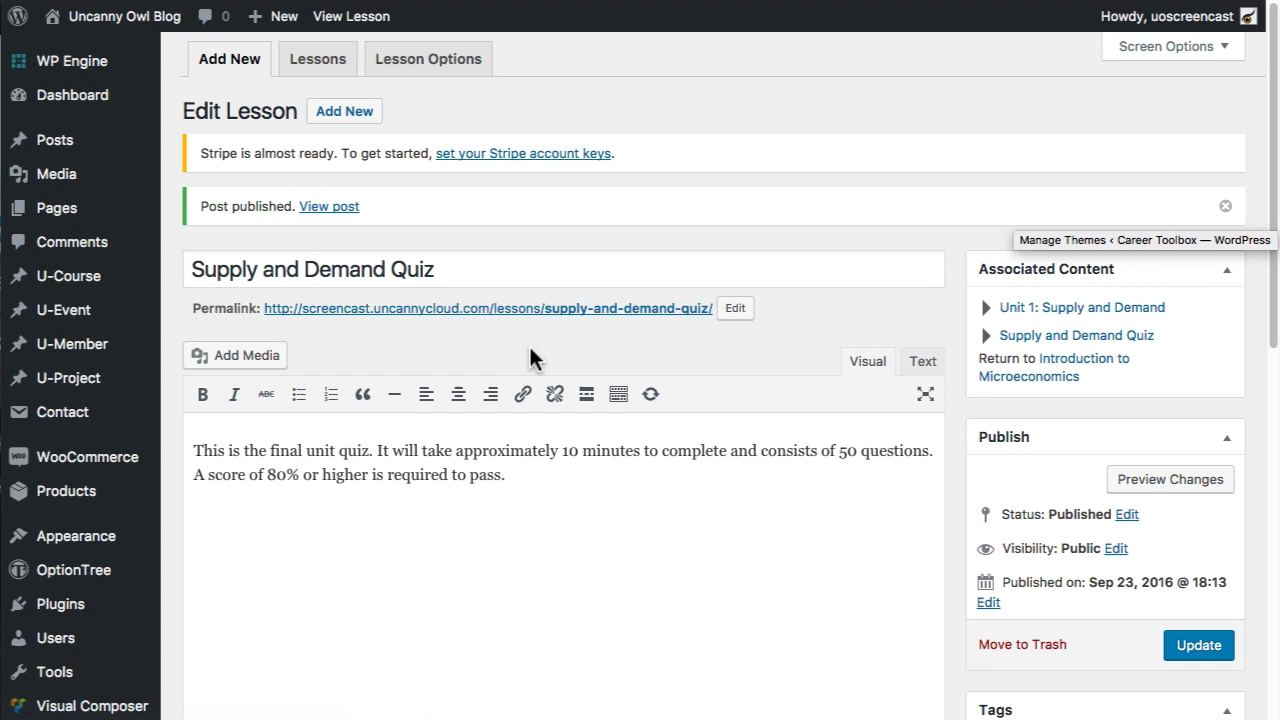 Uncanny Owl Blog 0 New View Lesson Howdy, uoscreencast
WP Engine
Dashboard
Posts
Media
Pages
Comments
U-Course
U-Event
U-Member
U-Project
Contact
WooCommerce
Products
Appearance
OptionTree
Plugins
Users
Tools
Visual Composer
Add New Lessons Lesson Options
Screen Options
Edit Lesson Add New
Stripe is almost ready. To get started, set your Stripe account keys.
Post published. View post
Manage Themes ‹ Career Toolbox — WordPress
Supply and Demand Quiz
Permalink: http://screencast.uncannycloud.com/lessons/supply-and-demand-quiz/ Edit
Add Media
Visual Text
B I ABC
This is the final unit quiz. It will take approximately 10 minutes to complete and consists of 50 questions.
A score of 80% or higher is required to pass.
Associated Content
Unit 1: Supply and Demand
Supply and Demand Quiz
Return to Introduction to
Microeconomics
Publish
Preview Changes
Status: Published Edit
Visibility: Public Edit
Published on: Sep 23, 2016 @ 18:13
Edit
Move to Trash Update
Tags